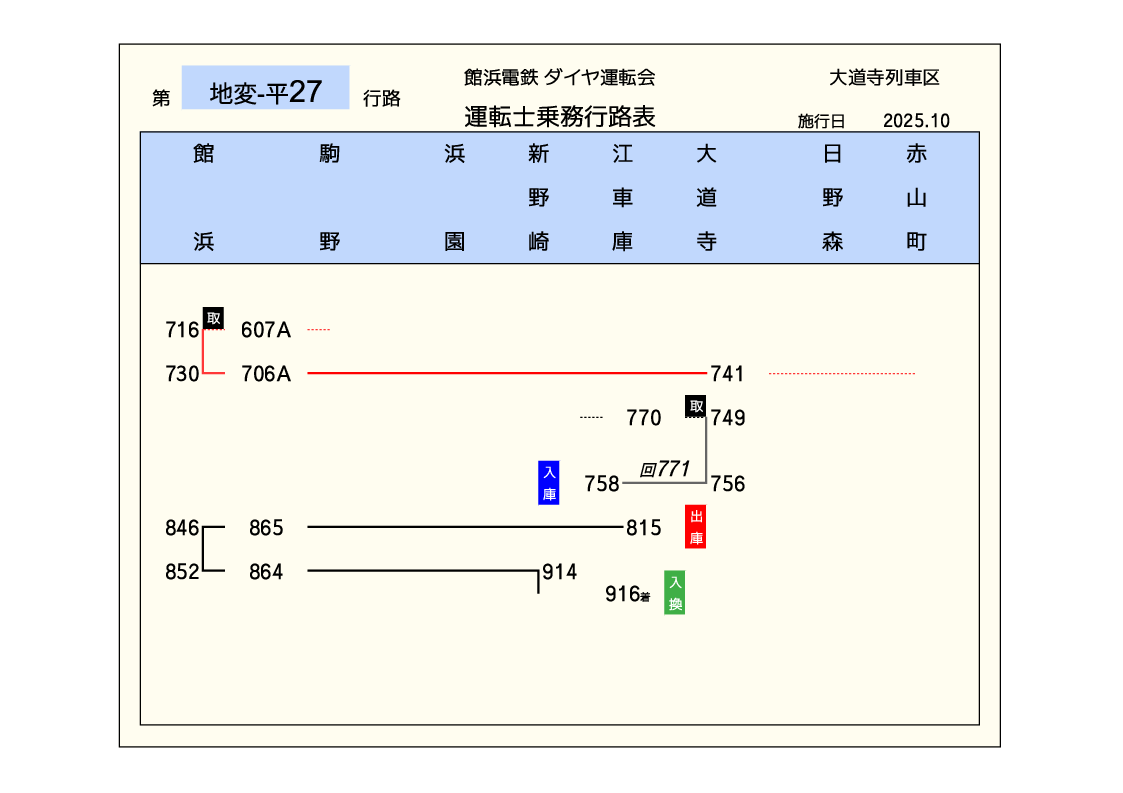 館浜電鉄 ダイヤ運転会
大道寺列車区
第 地変-平27 行路
運転士乗務行路表
施行日 2025.10
館浜 駒野 浜園 新野崎 江車庫 大道寺 日野森 赤山町
716 取 607A
730 706A 741
770 取 749
入庫 758 回771 756
846 865 815 出庫
852 864 914
916着 入換